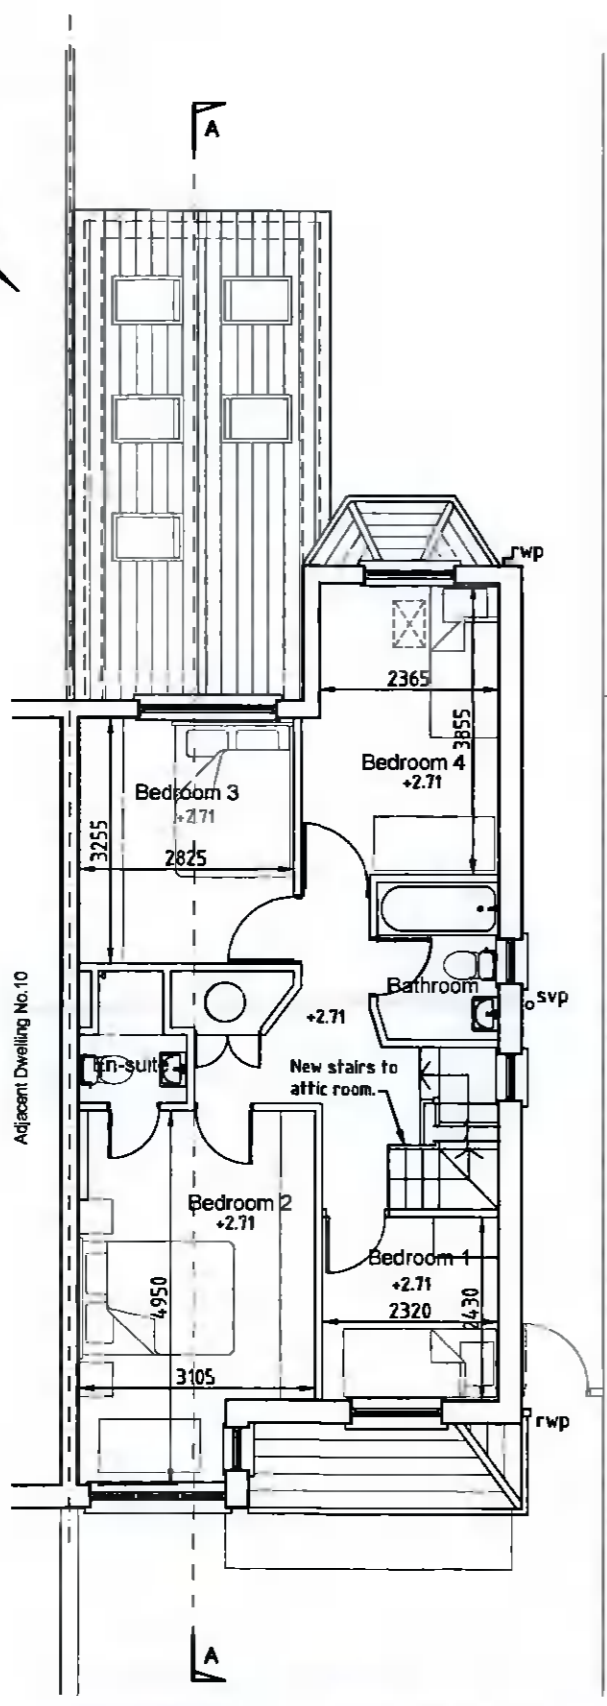 A
rwp
2365
3855
Bedroom 4
+2.71
Bedroom 3
+2.71
3255
2825
Bathroom
svp
+2.71
En-suite
New stairs to
attic room.
Adjacent Dwelling No.10
Bedroom 2
+2.71
Bedroom 1
+2.71
4950
2320
2430
3105
rwp
A